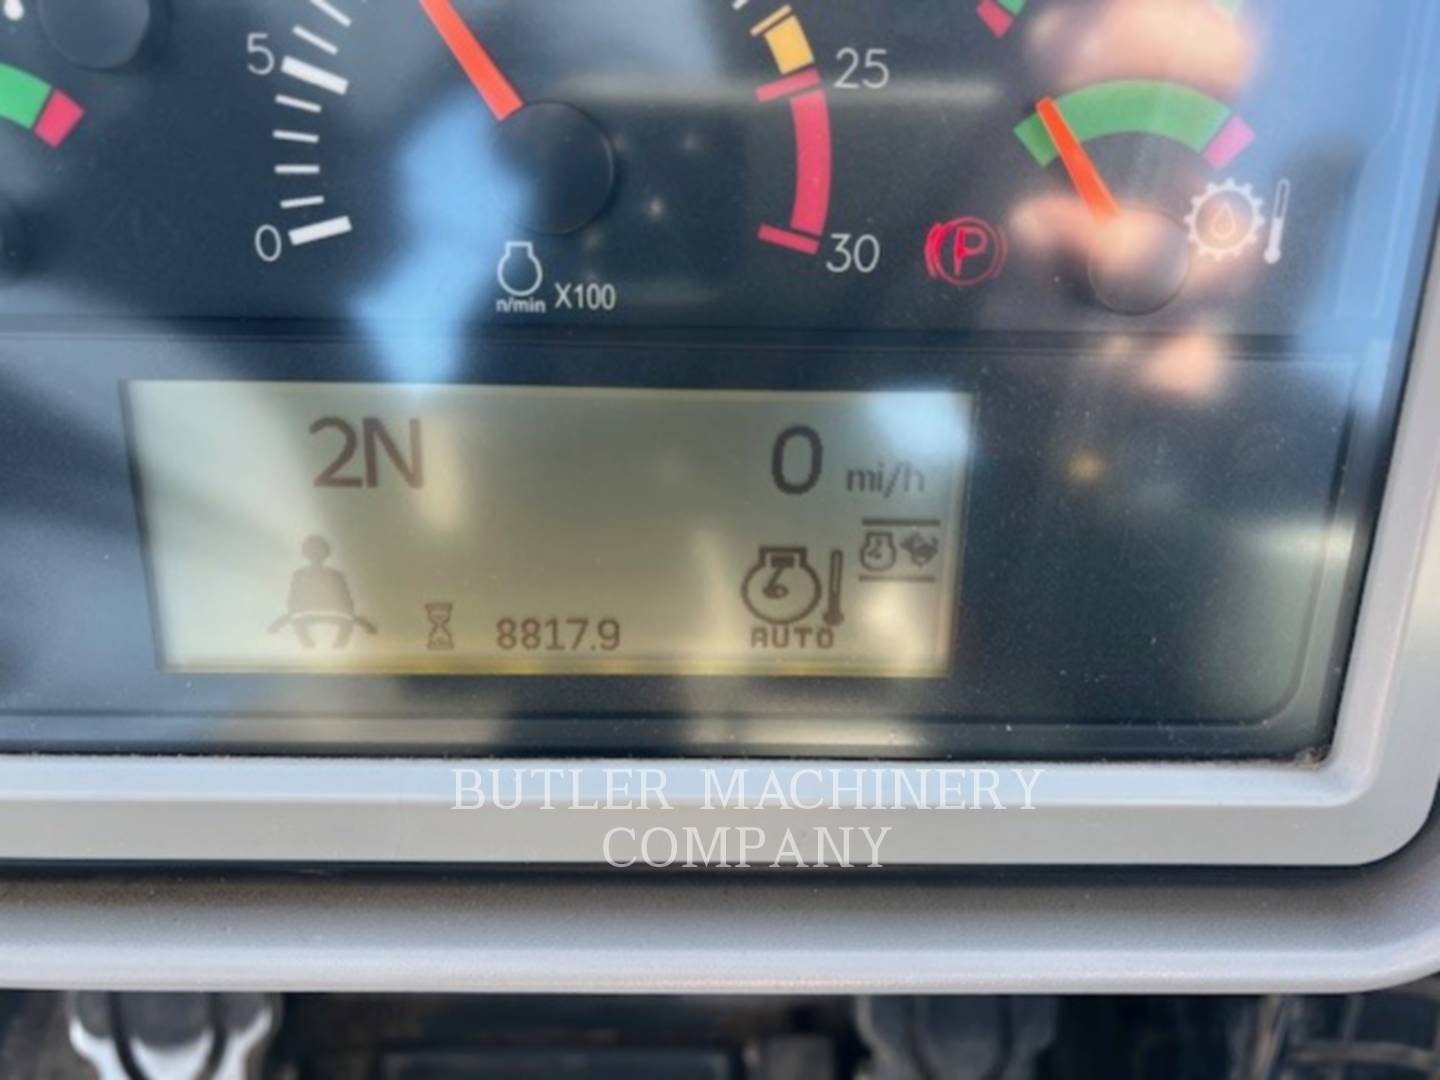 5
25
0
30
n/min X100
P
2N
0 mi/h
8817.9
AUTO
BUTLER MACHINERY
COMPANY